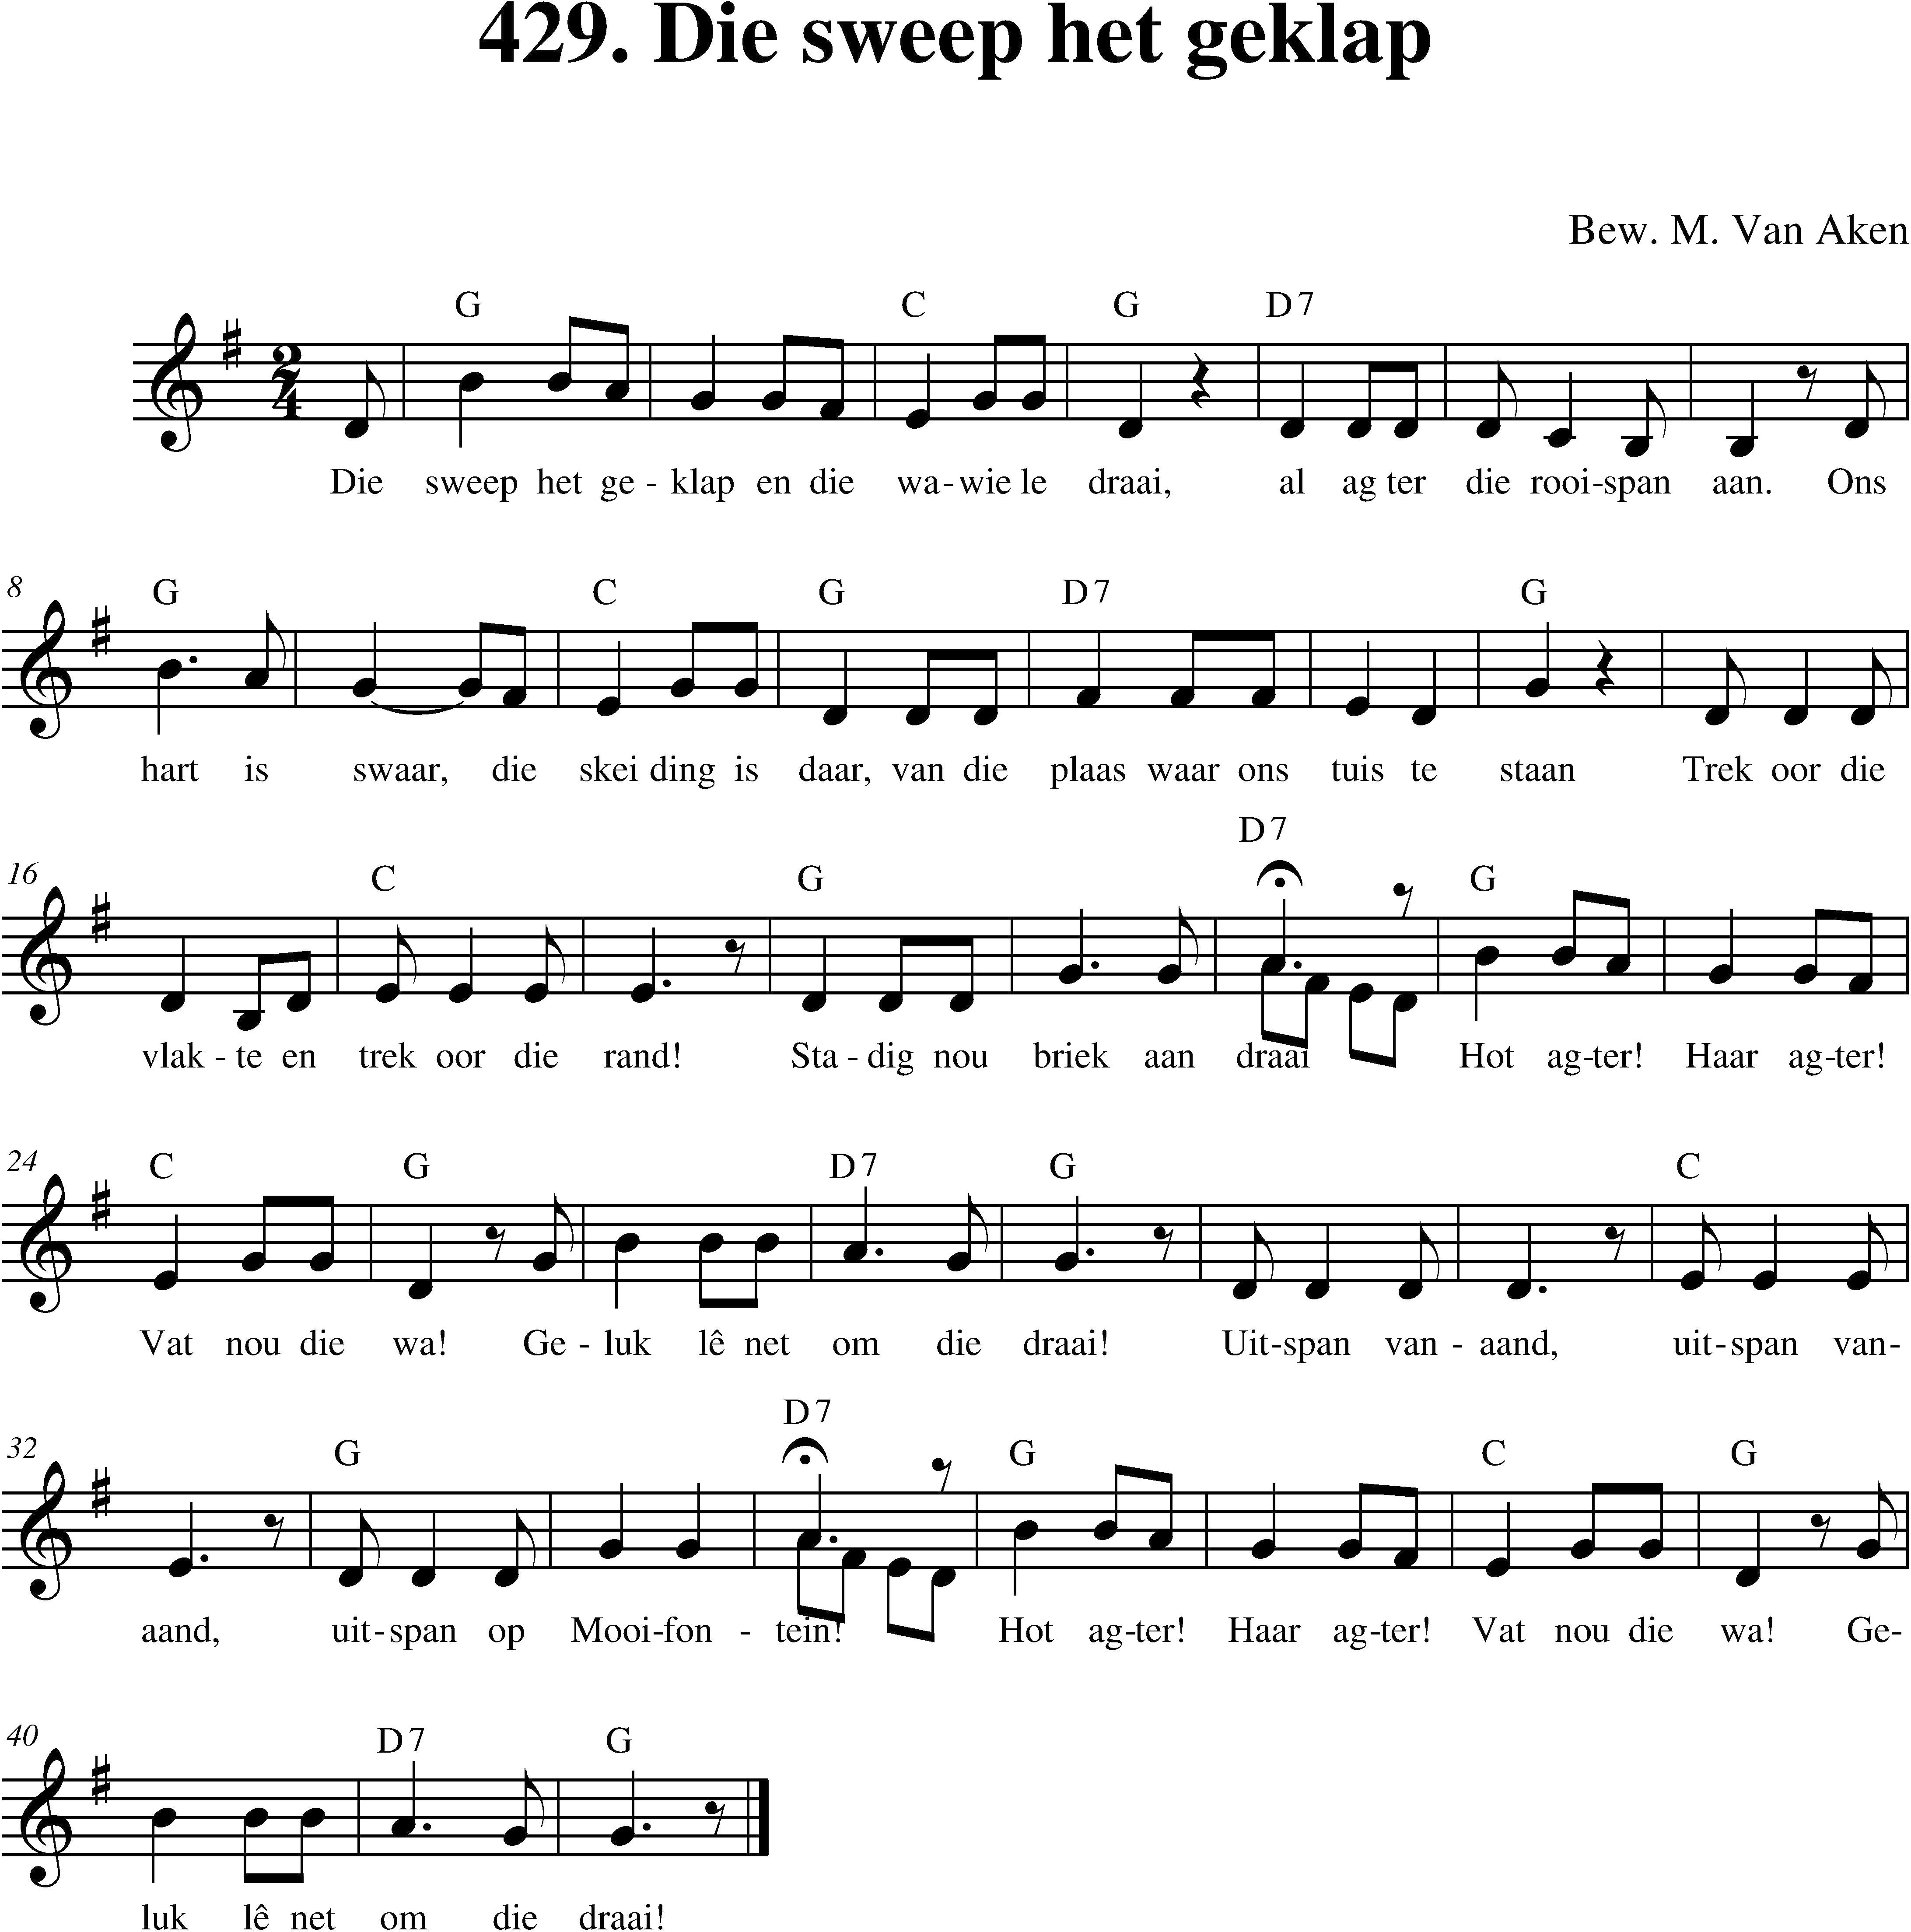 429. Die sweep het geklap
Bew. M. Van Aken
G C G D7
Die sweep het ge - klap en die wa - wie le draai, al ag ter die rooi - span aan. Ons
8 G C G D7 G
hart is swaar, die skei ding is daar, van die plaas waar ons tuis te staan Trek oor die
16 C G D7 G
vlak - te en trek oor die rand! Sta - dig nou briek aan draai Hot ag - ter! Haar ag - ter!
24 C G D7 G C
Vat nou die wa! Ge - luk lê net om die draai! Uit - span van - aand, uit - span van -
32 G D7 G C G
aand, uit - span op Mooi - fon - tein! Hot ag - ter! Haar ag - ter! Vat nou die wa! Ge -
40 D7 G
luk lê net om die draai!